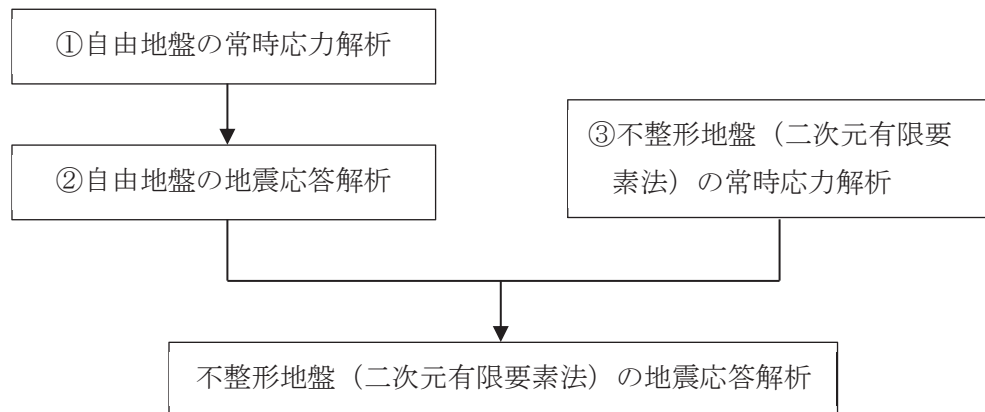 ①自由地盤の常時応力解析
②自由地盤の地震応答解析
③不整形地盤（二次元有限要
素法）の常時応力解析
不整形地盤（二次元有限要素法）の地震応答解析